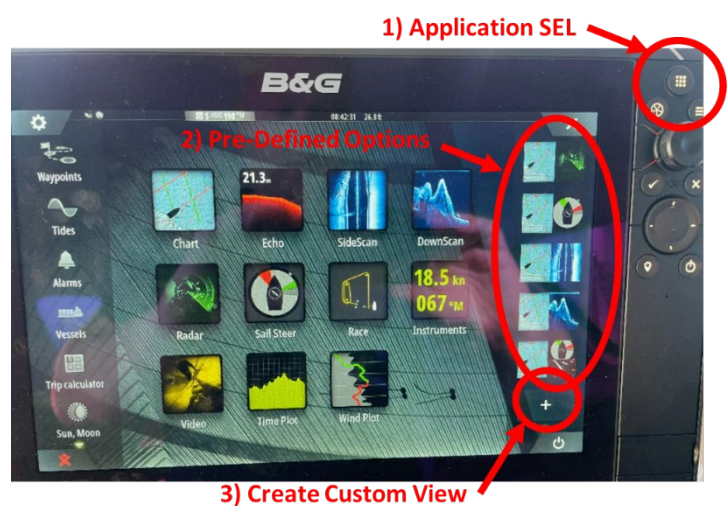 1) Application SEL
B&G
08:42:31 26.8 ft
2) Pre-Defined Options
Waypoints
21.3
Chart
Echo
SideScan
DownScan
Tides
Alarms
18.5 kn
067 °M
Vessels
Radar
Sail Steer
Race
Instruments
Trip calculator
Video
Time Plot
Wind Plot
Sun, Moon
3) Create Custom View